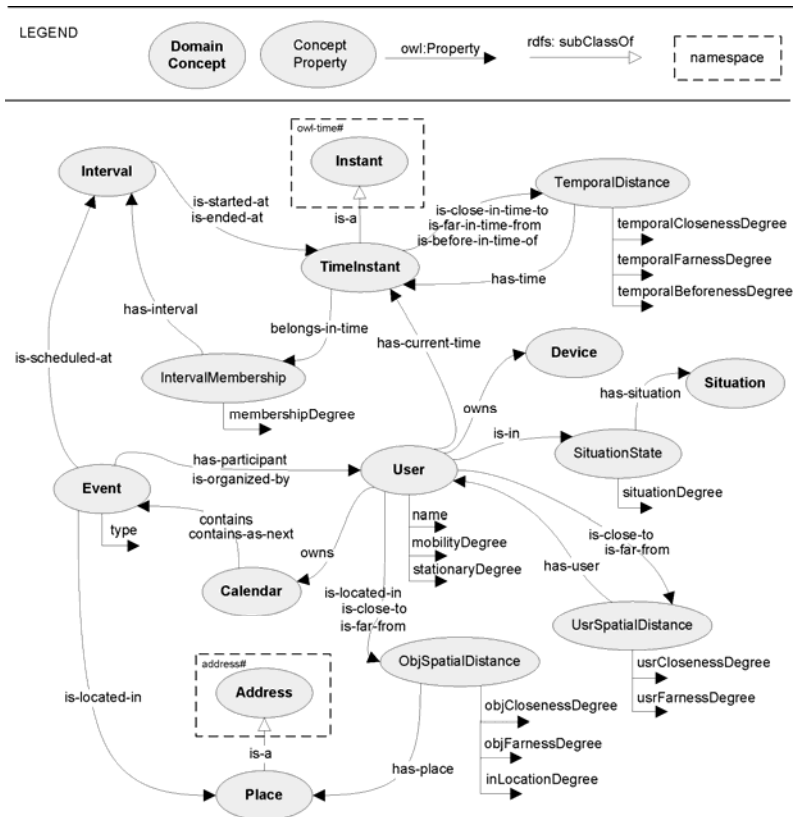 LEGEND
Domain
Concept
Concept
Property
owl:Property
rdfs: subClassOf
namespace
owl-time#
Instant
Interval
is-started-at
is-ended-at
is-a
is-close-in-time-to
is-far-in-time-from
is-before-in-time-of
TemporalDistance
temporalClosenessDegree
temporalFarnessDegree
temporalBeforenessDegree
TimeInstant
has-time
has-interval
belongs-in-time
has-current-time
is-scheduled-at
IntervalMembership
membershipDegree
Device
has-situation
Situation
owns
is-in
SituationState
situationDegree
has-participant
is-organized-by
User
Event
type
contains
contains-as-next
name
mobilityDegree
stationaryDegree
is-close-to
is-far-from
has-user
owns
Calendar
is-located-in
is-close-to
is-far-from
UsrSpatialDistance
usrClosenessDegree
usrFarnessDegree
ObjSpatialDistance
address#
Address
is-located-in
objClosenessDegree
objFarnessDegree
inLocationDegree
is-a
has-place
Place